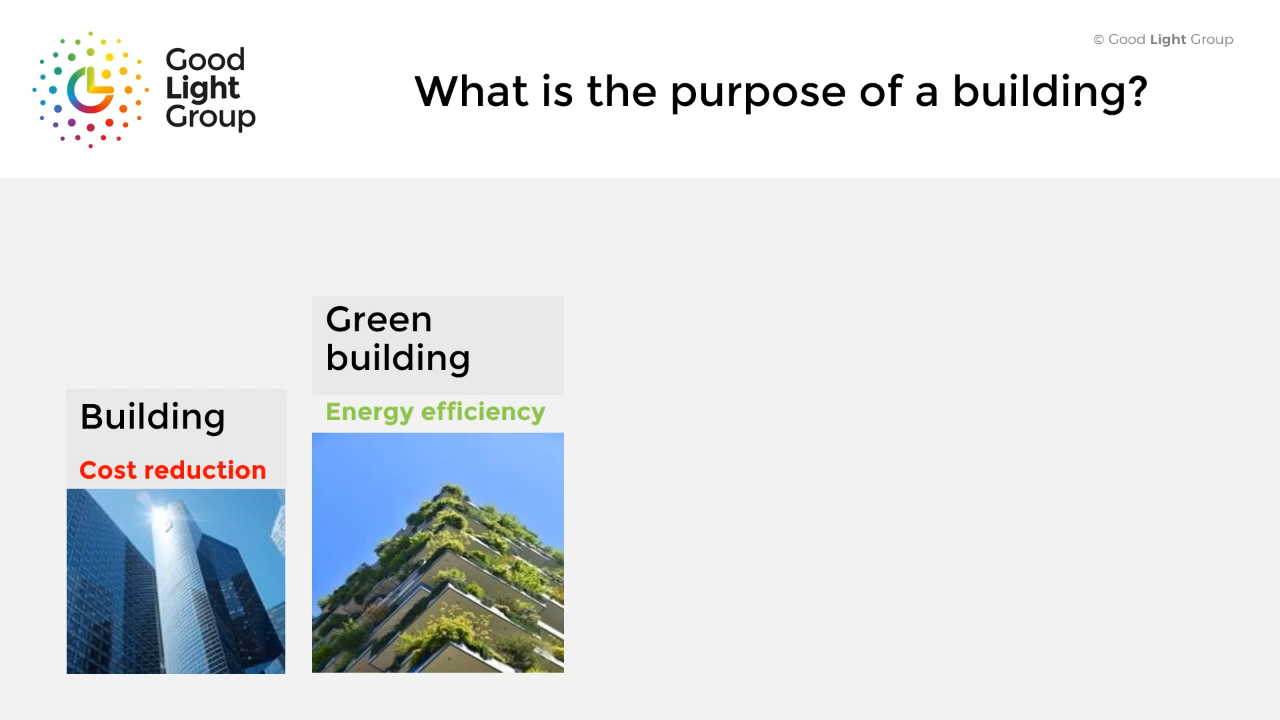 Good
Light
Group
© Good Light Group
What is the purpose of a building?
Building
Cost reduction
Green
building
Energy efficiency